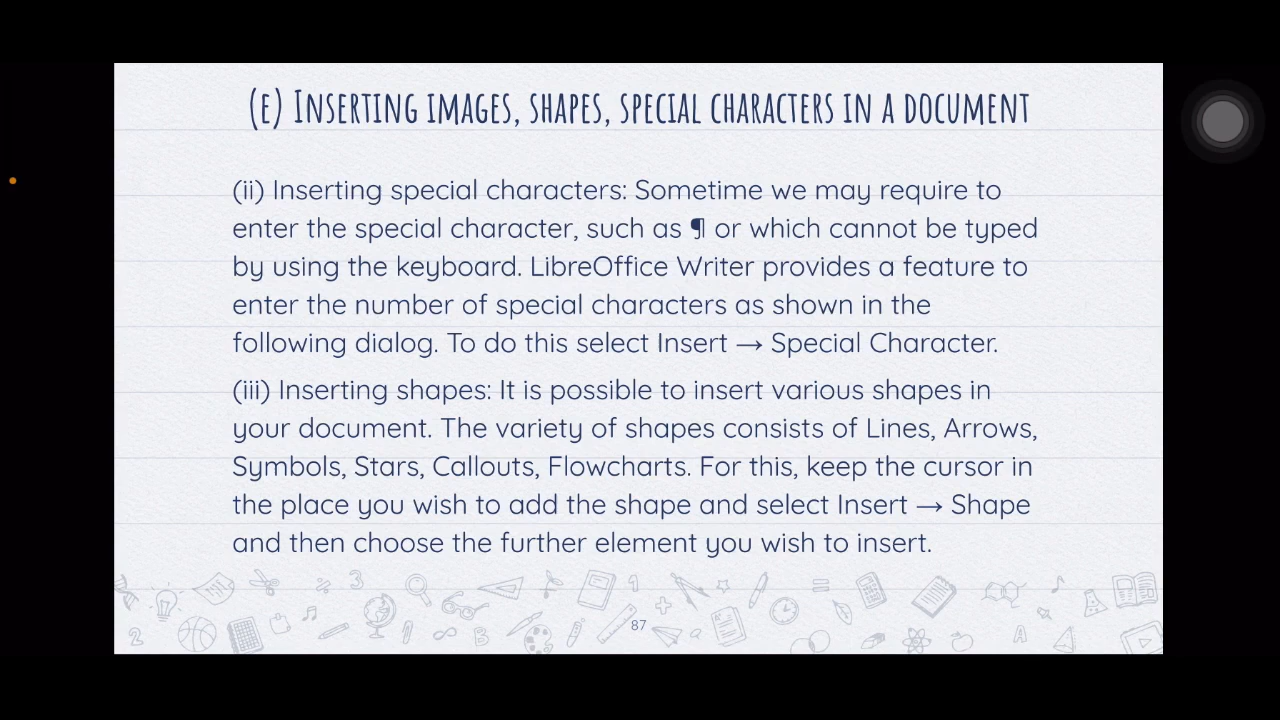 (e) Inserting images, shapes, special characters in a document
(ii) Inserting special characters: Sometime we may require to
enter the special character, such as ¶ or which cannot be typed
by using the keyboard. LibreOffice Writer provides a feature to
enter the number of special characters as shown in the
following dialog. To do this select Insert → Special Character.
(iii) Inserting shapes: It is possible to insert various shapes in
your document. The variety of shapes consists of Lines, Arrows,
Symbols, Stars, Callouts, Flowcharts. For this, keep the cursor in
the place you wish to add the shape and select Insert → Shape
and then choose the further element you wish to insert.
87